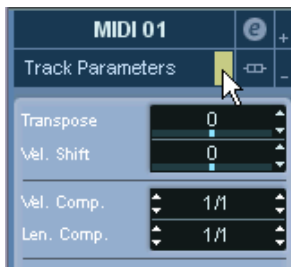 MIDI 01 e +
Track Parameters -
Transpose 0
Vel. Shift 0
Vel. Comp. 1/1
Len. Comp. 1/1